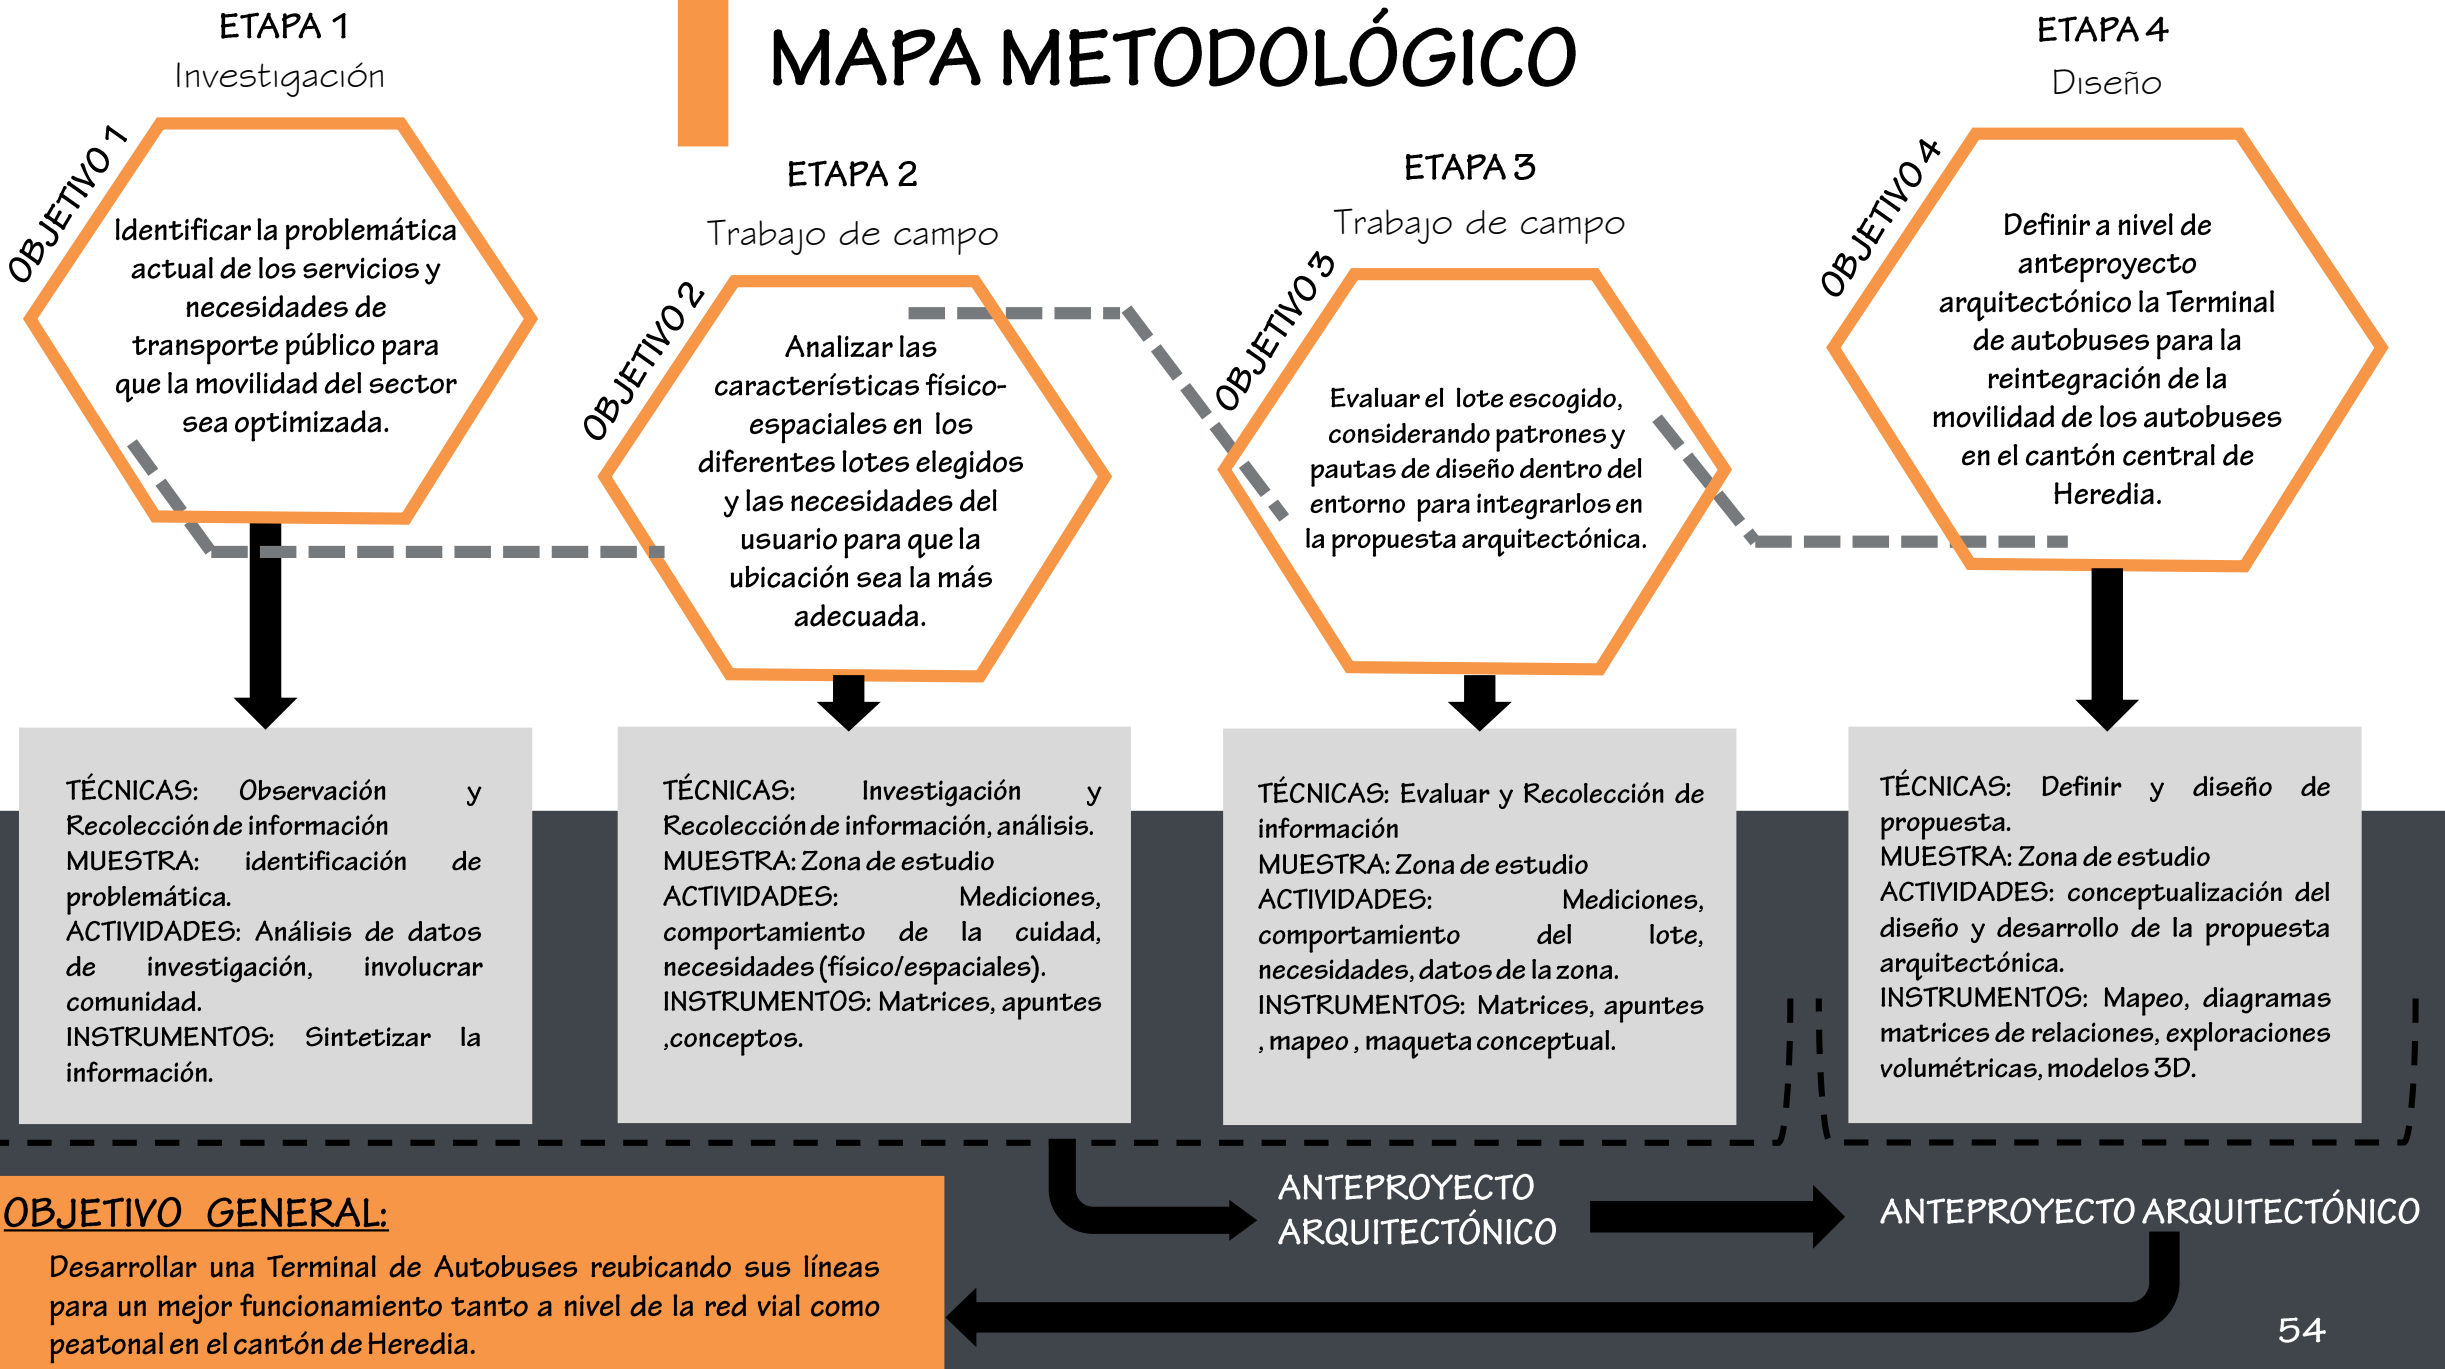 MAPA METODOLÓGICO
ETAPA 1
Investigación
OBJETIVO 1
Identificar la problemática
actual de los servicios y
necesidades de
transporte público para
que la movilidad del sector
sea optimizada.
TÉCNICAS: Observación y
Recolección de información
MUESTRA: identificación de
problemática.
ACTIVIDADES: Análisis de datos
de investigación, involucrar
comunidad.
INSTRUMENTOS: Sintetizar la
información.
ETAPA 2
Trabajo de campo
OBJETIVO 2
Analizar las
características físico-
espaciales en los
diferentes lotes elegidos
y las necesidades del
usuario para que la
ubicación sea la más
adecuada.
TÉCNICAS: Investigación y
Recolección de información, análisis.
MUESTRA: Zona de estudio
ACTIVIDADES: Mediciones,
comportamiento de la cuidad,
necesidades (físico/espaciales).
INSTRUMENTOS: Matrices, apuntes
,conceptos.
ETAPA 3
Trabajo de campo
OBJETIVO 3
Evaluar el lote escogido,
considerando patrones y
pautas de diseño dentro del
entorno para integrarlos en
la propuesta arquitectónica.
TÉCNICAS: Evaluar y Recolección de
información
MUESTRA: Zona de estudio
ACTIVIDADES: Mediciones,
comportamiento del lote,
necesidades, datos de la zona.
INSTRUMENTOS: Matrices, apuntes
, mapeo , maqueta conceptual.
ETAPA 4
Diseño
OBJETIVO 4
Definir a nivel de
anteproyecto
arquitectónico la Terminal
de autobuses para la
reintegración de la
movilidad de los autobuses
en el cantón central de
Heredia.
TÉCNICAS: Definir y diseño de
propuesta.
MUESTRA: Zona de estudio
ACTIVIDADES: conceptualización del
diseño y desarrollo de la propuesta
arquitectónica.
INSTRUMENTOS: Mapeo, diagramas
matrices de relaciones, exploraciones
volumétricas, modelos 3D.
ANTEPROYECTO
ARQUITECTÓNICO
ANTEPROYECTO ARQUITECTÓNICO
OBJETIVO GENERAL:
Desarrollar una Terminal de Autobuses reubicando sus líneas
para un mejor funcionamiento tanto a nivel de la red vial como
peatonal en el cantón de Heredia.
54